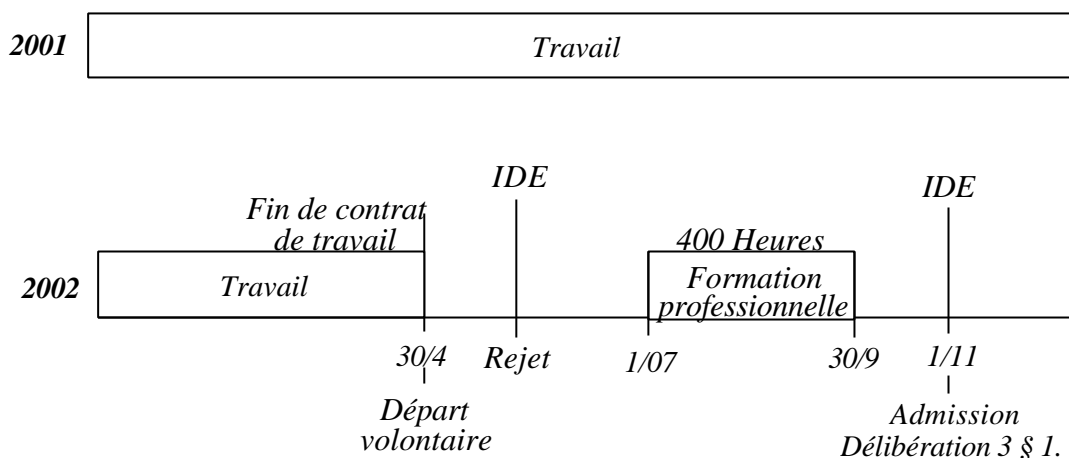 2001
Travail
IDE
IDE
Fin de contrat
de travail
400 Heures
2002
Travail
Formation
professionnelle
30/4
Rejet
1/07
30/9
1/11
Départ
volontaire
Admission
Délibération 3 § 1.